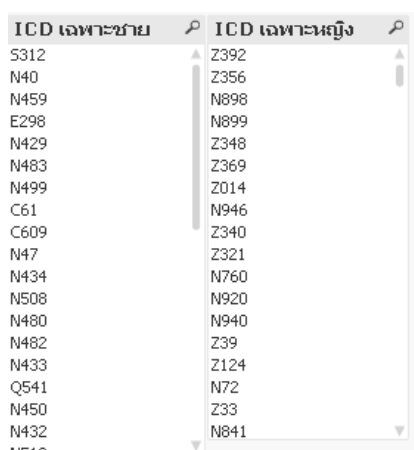 ICD เฉพาะชาย
S312
N40
N459
E298
N429
N483
N499
C61
C609
N47
N434
N508
N480
N482
N433
Q541
N450
N432
ICD เฉพาะหญิง
Z392
Z356
N898
N899
Z348
Z369
Z014
N946
Z340
Z321
N760
N920
N940
Z39
Z124
N72
Z33
N841